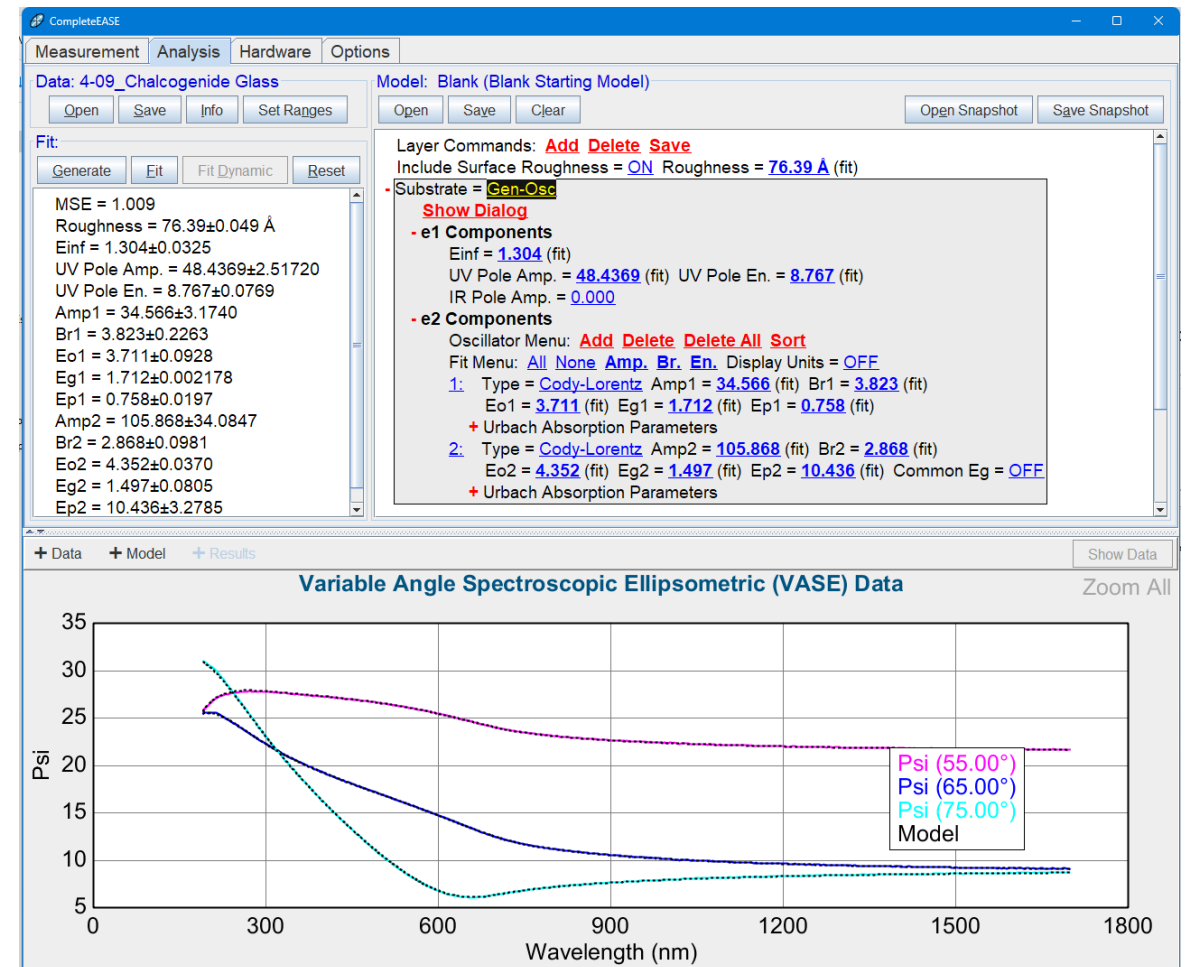 CompleteEASE
Measurement Analysis Hardware Options
Data: 4-09_Chalcogenide Glass
Open Save Info Set Ranges
Fit:
Generate Fit Fit Dynamic Reset
MSE = 1.009
Roughness = 76.39±0.049 Å
Einf = 1.304±0.0325
UV Pole Amp. = 48.4369±2.51720
UV Pole En. = 8.767±0.0769
Amp1 = 34.566±3.1740
Br1 = 3.823±0.2263
Eo1 = 3.711±0.0928
Eg1 = 1.712±0.002178
Ep1 = 0.758±0.0197
Amp2 = 105.868±34.0847
Br2 = 2.868±0.0981
Eo2 = 4.352±0.0370
Eg2 = 1.497±0.0805
Ep2 = 10.436±3.2785
Model: Blank (Blank Starting Model)
Open Save Clear Open Snapshot Save Snapshot
Layer Commands: Add Delete Save
Include Surface Roughness = ON Roughness = 76.39 Å (fit)
- Substrate = Gen-Osc
Show Dialog
- e1 Components
Einf = 1.304 (fit)
UV Pole Amp. = 48.4369 (fit) UV Pole En. = 8.767 (fit)
IR Pole Amp. = 0.000
- e2 Components
Oscillator Menu: Add Delete Delete All Sort
Fit Menu: All None Amp. Br. En. Display Units = OFF
1: Type = Cody-Lorentz Amp1 = 34.566 (fit) Br1 = 3.823 (fit)
Eo1 = 3.711 (fit) Eg1 = 1.712 (fit) Ep1 = 0.758 (fit)
+ Urbach Absorption Parameters
2: Type = Cody-Lorentz Amp2 = 105.868 (fit) Br2 = 2.868 (fit)
Eo2 = 4.352 (fit) Eg2 = 1.497 (fit) Ep2 = 10.436 (fit) Common Eg = OFF
+ Urbach Absorption Parameters
+ Data + Model + Results Show Data
Variable Angle Spectroscopic Ellipsometric (VASE) Data
Zoom All
35
30
25
20
15
10
5
Psi
Psi (55.00°)
Psi (65.00°)
Psi (75.00°)
Model
0 300 600 900 1200 1500 1800
Wavelength (nm)